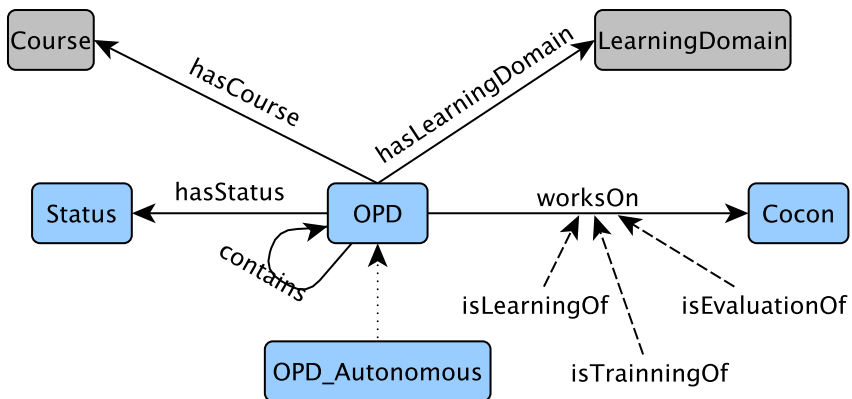 Course
LearningDomain
hasCourse
hasLearningDomain
hasStatus
worksOn
Status
OPD
Cocon
contains
isLearningOf
isEvaluationOf
OPD_Autonomous
isTrainningOf